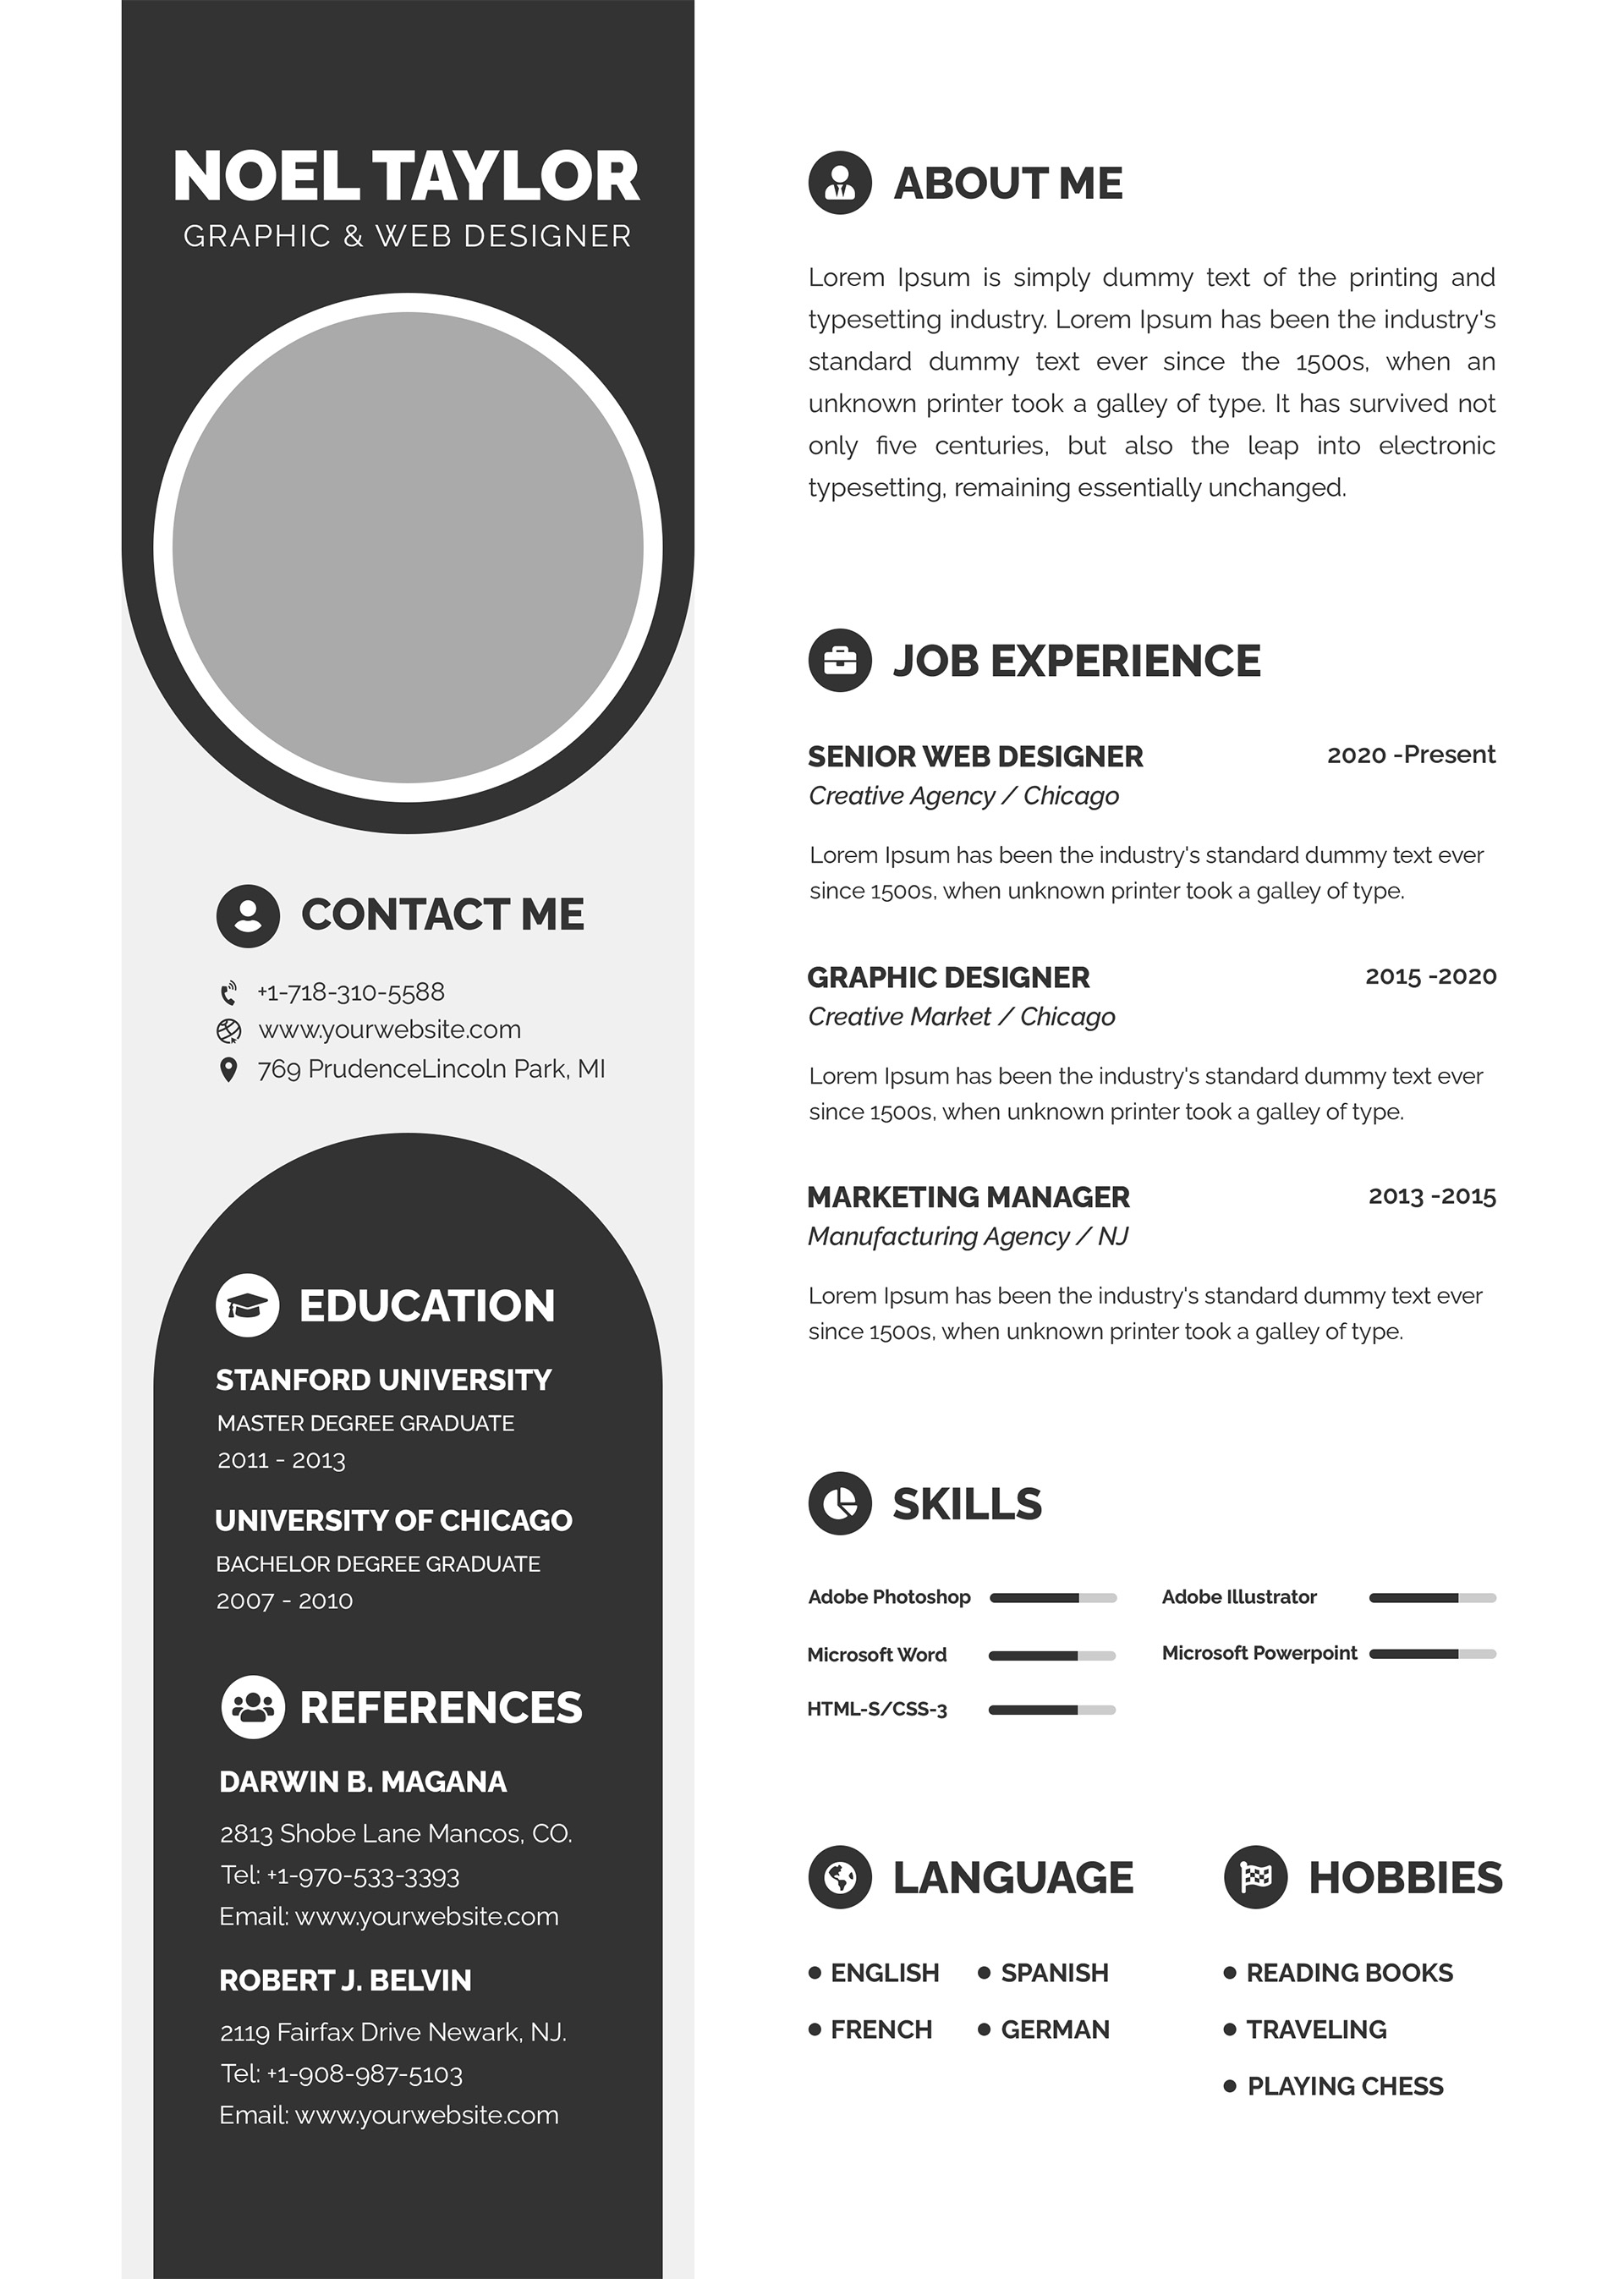 NOEL TAYLOR
GRAPHIC & WEB DESIGNER
CONTACT ME
+1-718-310-5588
www.yourwebsite.com
769 PrudenceLincoln Park, MI
EDUCATION
STANFORD UNIVERSITY
MASTER DEGREE GRADUATE
2011 - 2013
UNIVERSITY OF CHICAGO
BACHELOR DEGREE GRADUATE
2007 - 2010
REFERENCES
DARWIN B. MAGANA
2813 Shobe Lane Mancos, CO.
Tel: +1-970-533-3393
Email: www.yourwebsite.com
ROBERT J. BELVIN
2119 Fairfax Drive Newark, NJ.
Tel: +1-908-987-5103
Email: www.yourwebsite.com
ABOUT ME
Lorem Ipsum is simply dummy text of the printing and
typesetting industry. Lorem Ipsum has been the industry's
standard dummy text ever since the 1500s, when an
unknown printer took a galley of type. It has survived not
only five centuries, but also the leap into electronic
typesetting, remaining essentially unchanged.
JOB EXPERIENCE
SENIOR WEB DESIGNER 2020 -Present
Creative Agency / Chicago
Lorem Ipsum has been the industry's standard dummy text ever
since 1500s, when unknown printer took a galley of type.
GRAPHIC DESIGNER 2015 -2020
Creative Market / Chicago
Lorem Ipsum has been the industry's standard dummy text ever
since 1500s, when unknown printer took a galley of type.
MARKETING MANAGER 2013 -2015
Manufacturing Agency / NJ
Lorem Ipsum has been the industry's standard dummy text ever
since 1500s, when unknown printer took a galley of type.
SKILLS
Adobe Photoshop Adobe Illustrator
Microsoft Word Microsoft Powerpoint
HTML-S/CSS-3
LANGUAGE
● ENGLISH ● SPANISH
● FRENCH ● GERMAN
HOBBIES
● READING BOOKS
● TRAVELING
● PLAYING CHESS